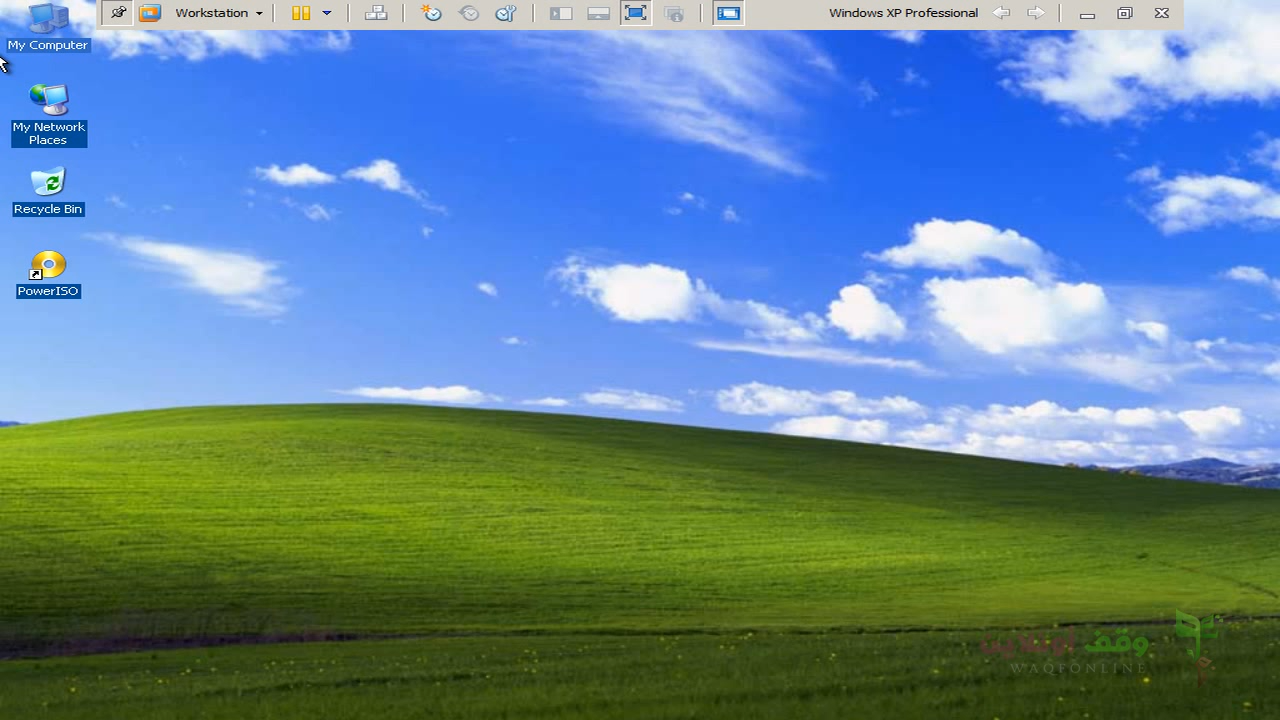 Workstation
Windows XP Professional
My Computer
My Network
Places
Recycle Bin
PowerISO
وقف أونلاين
WAQFONLINE